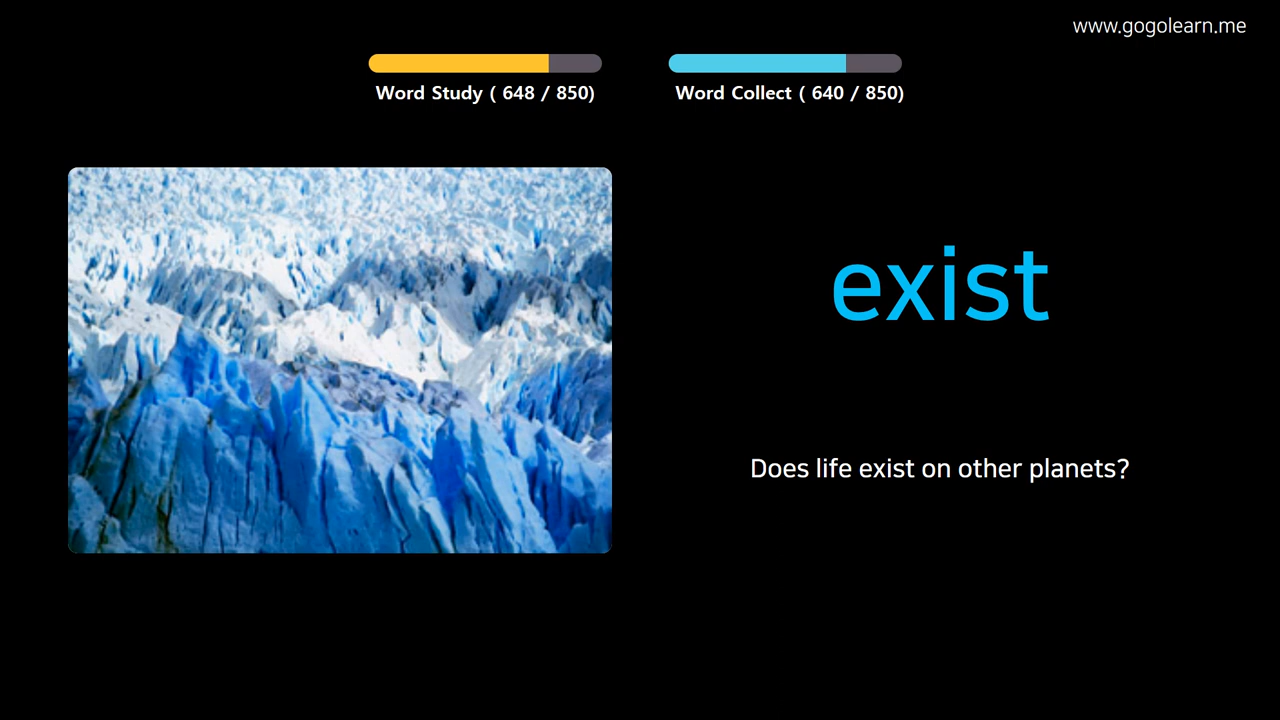 www.gogolearn.me
Word Study ( 648 / 850)
Word Collect ( 640 / 850)
exist
Does life exist on other planets?